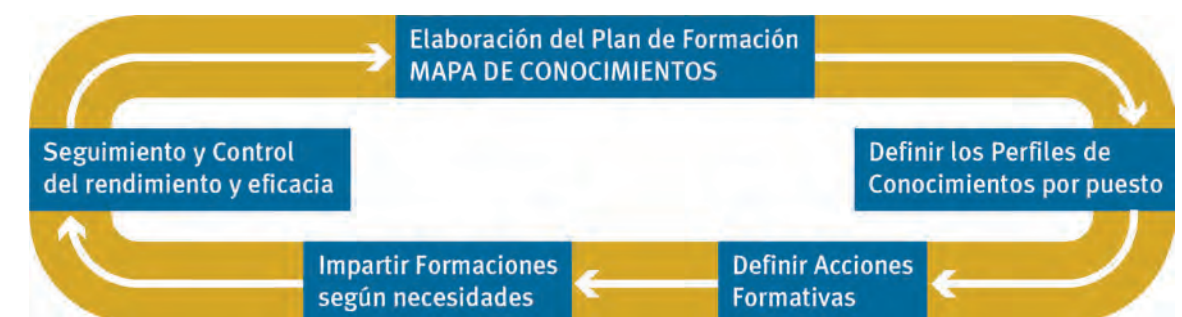 Elaboración del Plan de Formación
MAPA DE CONOCIMIENTOS
Definir los Perfiles de
Conocimientos por puesto
Definir Acciones
Formativas
Impartir Formaciones
según necesidades
Seguimiento y Control
del rendimiento y eficacia